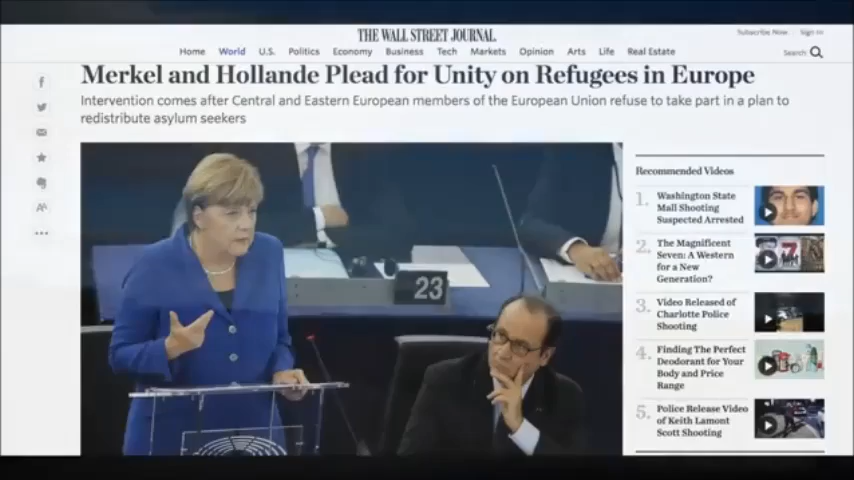 THE WALL STREET JOURNAL.
Subscribe Now Sign In
Home World U.S. Politics Economy Business Tech Markets Opinion Arts Life Real Estate
Search
Merkel and Hollande Plead for Unity on Refugees in Europe
Intervention comes after Central and Eastern European members of the European Union refuse to take part in a plan to
redistribute asylum seekers
23
Recommended Videos
1. Washington State
Mall Shooting
Suspected Arrested
2. The Magnificent
Seven: A Western
for a New
Generation?
7
3. Video Released of
Charlotte Police
Shooting
4. Finding The Perfect
Deodorant for Your
Body and Price
Range
5. Police Release Video
of Keith Lamont
Scott Shooting